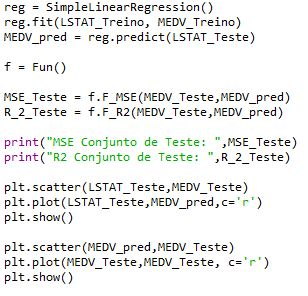 reg = SimpleLinearRegression()
reg.fit(LSTAT_Treino, MEDV_Treino)
MEDV_pred = reg.predict(LSTAT_Teste)
f = Fun()
MSE_Teste = f.F_MSE(MEDV_Teste,MEDV_pred)
R_2_Teste = f.F_R2(MEDV_Teste,MEDV_pred)
print("MSE Conjunto de Teste: ",MSE_Teste)
print("R2 Conjunto de Teste: ",R_2_Teste)
plt.scatter(LSTAT_Teste,MEDV_Teste)
plt.plot(LSTAT_Teste,MEDV_pred,c='r')
plt.show()
plt.scatter(MEDV_pred,MEDV_Teste)
plt.plot(MEDV_Teste,MEDV_Teste, c='r')
plt.show()